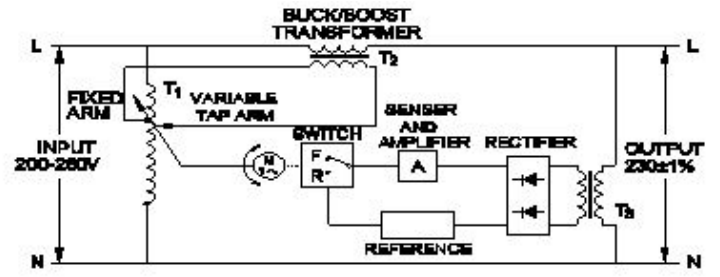 BUCK/BOOST
TRANSFORMER
L
L
T2
T1
FIXED
ARM
VARIABLE
TAP ARM
SENSER
AND
AMPLIFIER
SWITCH
RECTIFIER
INPUT
200-260V
F
R
M
A
OUTPUT
230±1%
T3
REFERENCE
N
N